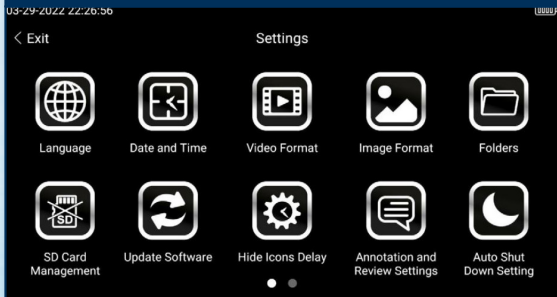 03-29-2022 22:26:56
< Exit
Settings
Language
Date and Time
Video Format
Image Format
Folders
SD
SD Card
Management
Update Software
Hide Icons Delay
Annotation and
Review Settings
Auto Shut
Down Setting